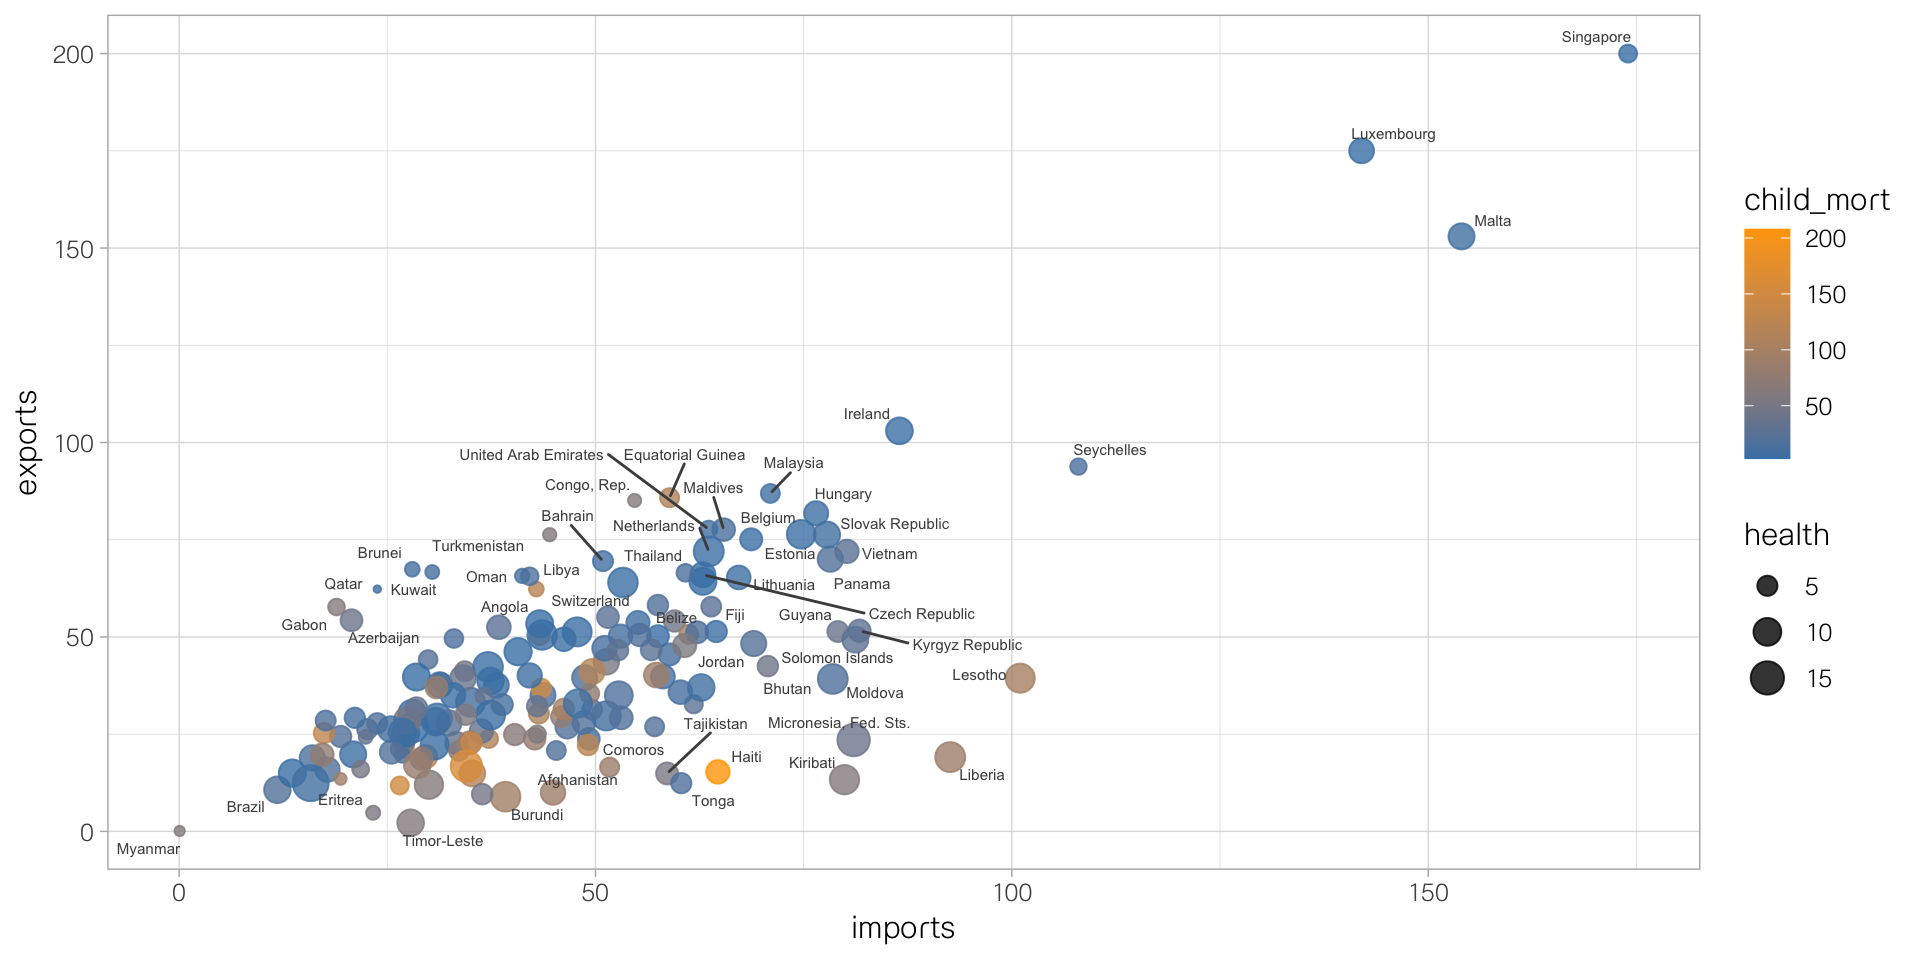 Singapore
200
Luxembourg
child_mort
Malta
200
150
150
100
50
Ireland
100
Seychelles
United Arab Emirates
Equatorial Guinea
Malaysia
Congo, Rep.
Maldives
Hungary
exports
Bahrain
Netherlands
Belgium
Slovak Republic
health
Brunei
Turkmenistan
Thailand
Estonia
Vietnam
Qatar
Kuwait
Oman
Libya
Lithuania
Panama
5
Angola
Switzerland
Gabon
Belize
Fiji
Guyana
Czech Republic
10
50
Azerbaijan
Kyrgyz Republic
Jordan
Solomon Islands
Lesotho
15
Bhutan
Moldova
Tajikistan
Micronesia, Fed. Sts.
Comoros
Haiti
Kiribati
Afghanistan
Liberia
Brazil
Eritrea
Tonga
Burundi
0
Timor-Leste
Myanmar
0
50
100
150
imports